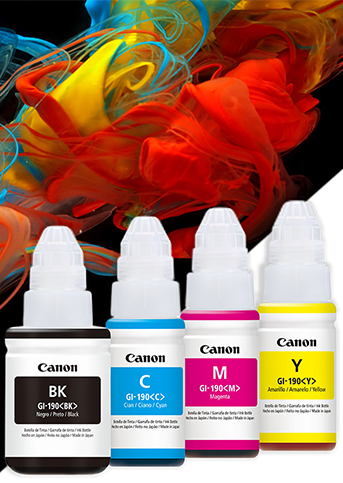 Canon
BK
GI-190<BK>
Negro / Preto / Black
Botella de Tinta / Garrafa de Tinta / Ink Bottle
Hecho en Japón / Feito no Japão / Made in Japan
Canon
C
GI-190<C>
Cian / Ciano / Cyan
Botella de Tinta / Garrafa de Tinta / Ink Bottle
Hecho en Japón / Feito no Japão / Made in Japan
Canon
M
GI-190<M>
Magenta
Botella de Tinta / Garrafa de Tinta / Ink Bottle
Hecho en Japón / Feito no Japão / Made in Japan
Canon
Y
GI-190<Y>
Amarillo / Amarelo / Yellow
Botella de Tinta / Garrafa de Tinta / Ink Bottle
Hecho en Japón / Feito no Japão / Made in Japan